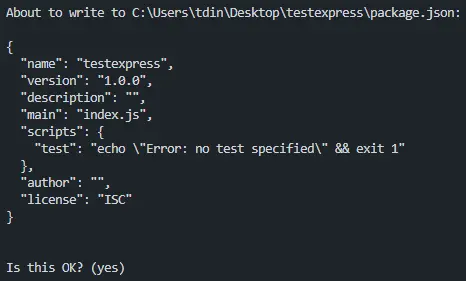 About to write to C:\Users\tdin\Desktop\testexpress\package.json:

{
  "name": "testexpress",
  "version": "1.0.0",
  "description": "",
  "main": "index.js",
  "scripts": {
    "test": "echo \"Error: no test specified\" && exit 1"
  },
  "author": "",
  "license": "ISC"
}

Is this OK? (yes)